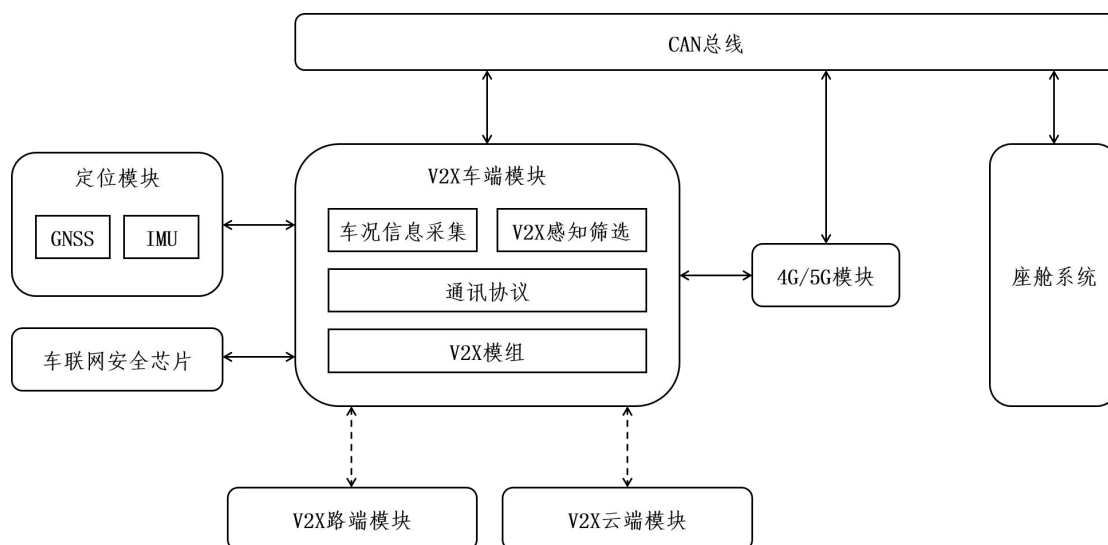 CAN总线
定位模块
GNSS
IMU
V2X车端模块
车况信息采集
V2X感知筛选
通讯协议
V2X模组
4G/5G模块
座舱系统
车联网安全芯片
V2X路端模块
V2X云端模块